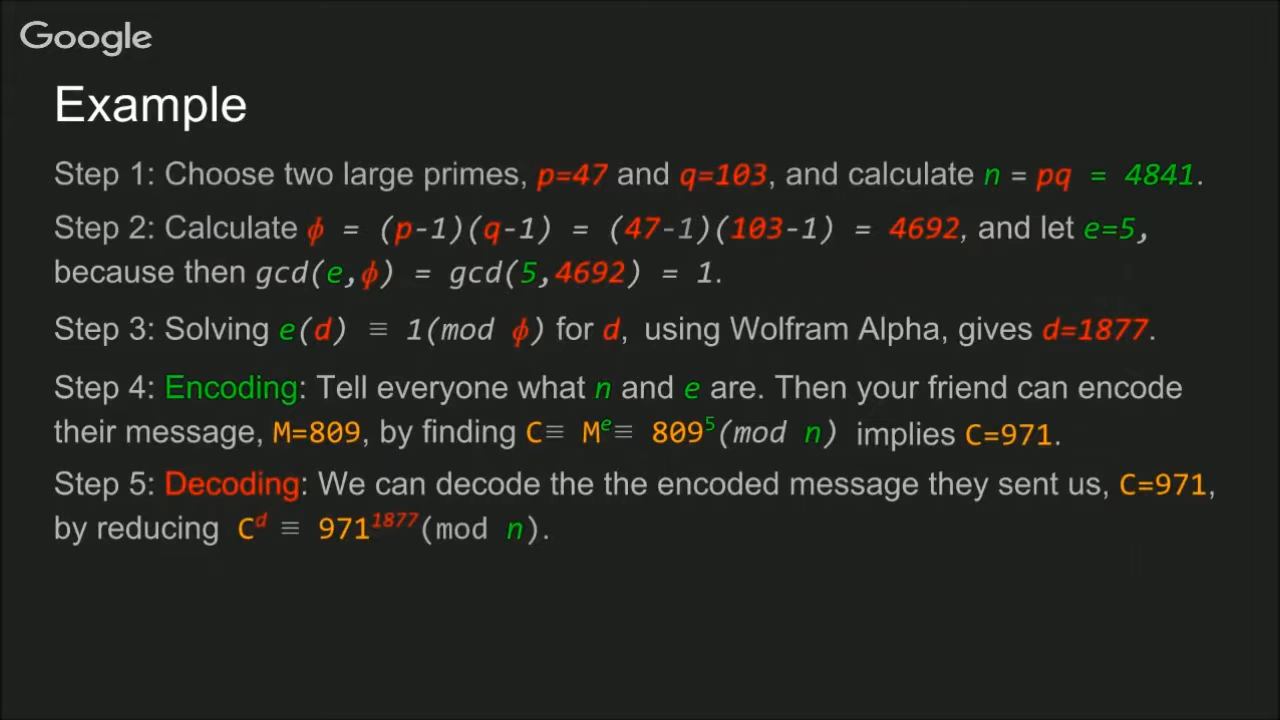 Google
Example
Step 1: Choose two large primes, p=47 and q=103, and calculate n = pq = 4841.
Step 2: Calculate ϕ = (p-1)(q-1) = (47-1)(103-1) = 4692, and let e=5,
because then gcd(e,ϕ) = gcd(5,4692) = 1.
Step 3: Solving e(d) ≡ 1(mod ϕ) for d, using Wolfram Alpha, gives d=1877.
Step 4: Encoding: Tell everyone what n and e are. Then your friend can encode
their message, M=809, by finding C≡ Mᵉ≡ 809⁵(mod n) implies C=971.
Step 5: Decoding: We can decode the the encoded message they sent us, C=971,
by reducing Cᵈ ≡ 971¹⁸⁷⁷(mod n).